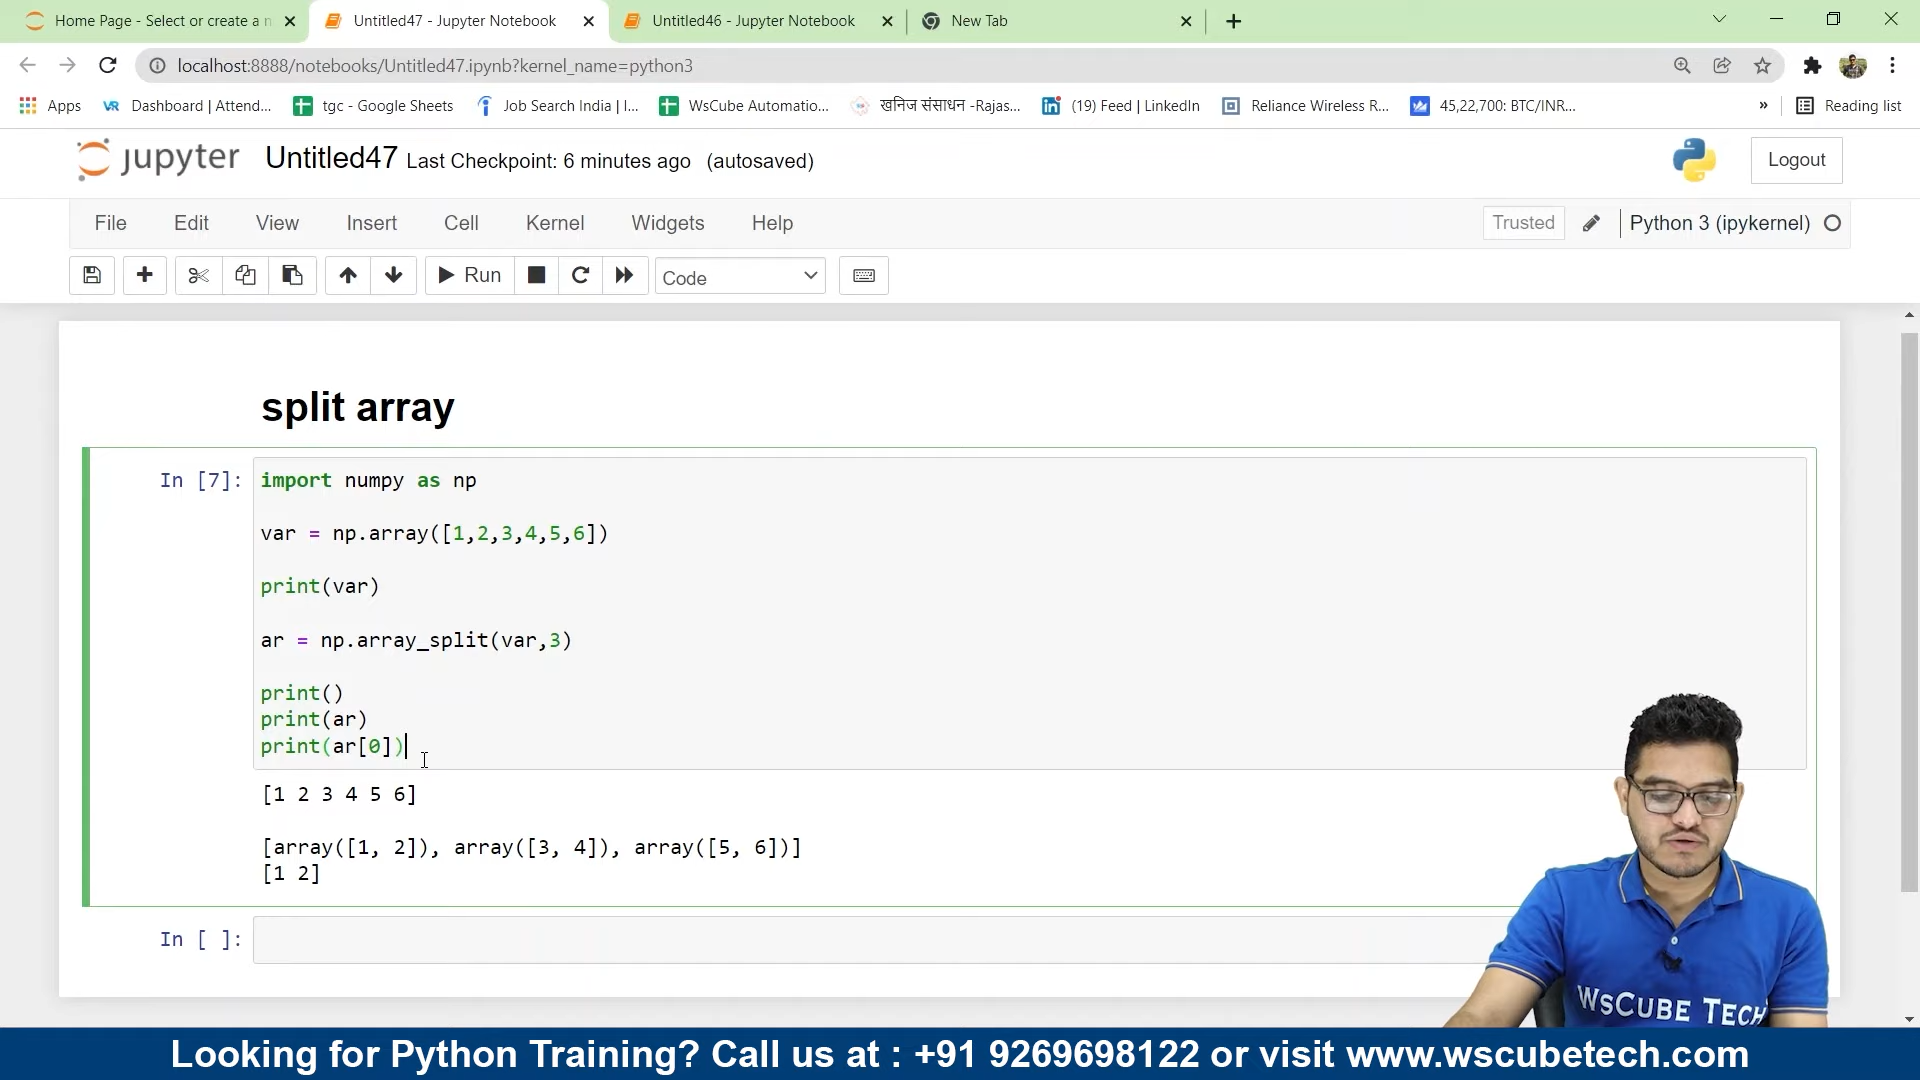 Home Page - Select or create a n
Untitled47 - Jupyter Notebook
Untitled46 - Jupyter Notebook
New Tab
localhost:8888/notebooks/Untitled47.ipynb?kernel_name=python3
Apps
VR Dashboard | Attend...
tgc - Google Sheets
Job Search India | I...
WsCube Automatio...
खनिज संसाधन -Rajas...
in (19) Feed | LinkedIn
Reliance Wireless R...
45,22,700: BTC/INR...
»
Reading list
jupyter Untitled47 Last Checkpoint: 6 minutes ago (autosaved)
Logout
File Edit View Insert Cell Kernel Widgets Help
Trusted
Python 3 (ipykernel)
Run
Code
split array
In [7]:
import numpy as np
var = np.array([1,2,3,4,5,6])
print(var)
ar = np.array_split(var,3)
print()
print(ar)
print(ar[0])
[1 2 3 4 5 6]
[array([1, 2]), array([3, 4]), array([5, 6])]
[1 2]
In [ ]:
WSCUBE TECH
Looking for Python Training? Call us at : +91 9269698122 or visit www.wscubetech.com